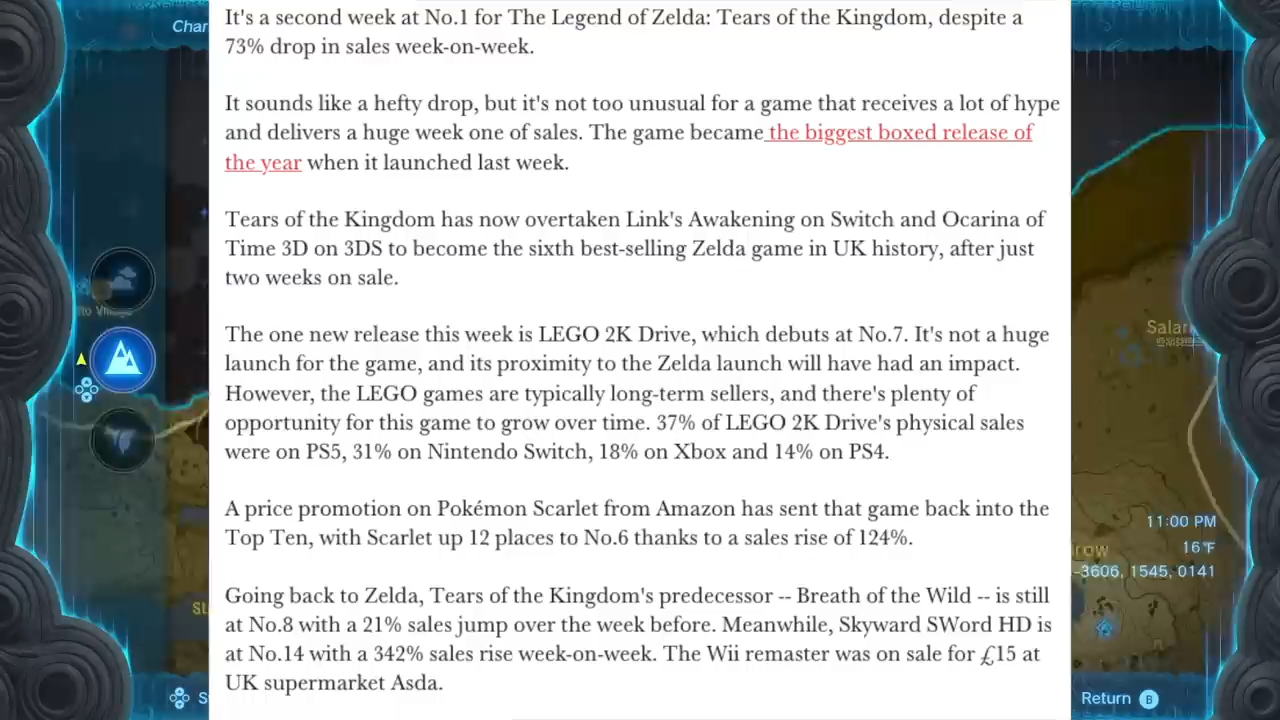 It's a second week at No.1 for The Legend of Zelda: Tears of the Kingdom, despite a
73% drop in sales week-on-week.
It sounds like a hefty drop, but it's not too unusual for a game that receives a lot of hype
and delivers a huge week one of sales. The game became the biggest boxed release of
the year when it launched last week.
Tears of the Kingdom has now overtaken Link's Awakening on Switch and Ocarina of
Time 3D on 3DS to become the sixth best-selling Zelda game in UK history, after just
two weeks on sale.
The one new release this week is LEGO 2K Drive, which debuts at No.7. It's not a huge
launch for the game, and its proximity to the Zelda launch will have had an impact.
However, the LEGO games are typically long-term sellers, and there's plenty of
opportunity for this game to grow over time. 37% of LEGO 2K Drive's physical sales
were on PS5, 31% on Nintendo Switch, 18% on Xbox and 14% on PS4.
A price promotion on Pokémon Scarlet from Amazon has sent that game back into the
Top Ten, with Scarlet up 12 places to No.6 thanks to a sales rise of 124%.
Going back to Zelda, Tears of the Kingdom's predecessor -- Breath of the Wild -- is still
at No.8 with a 21% sales jump over the week before. Meanwhile, Skyward SWord HD is
at No.14 with a 342% sales rise week-on-week. The Wii remaster was on sale for £15 at
UK supermarket Asda.
11:00 PM
16°F
-3606, 1545, 0141
Return B